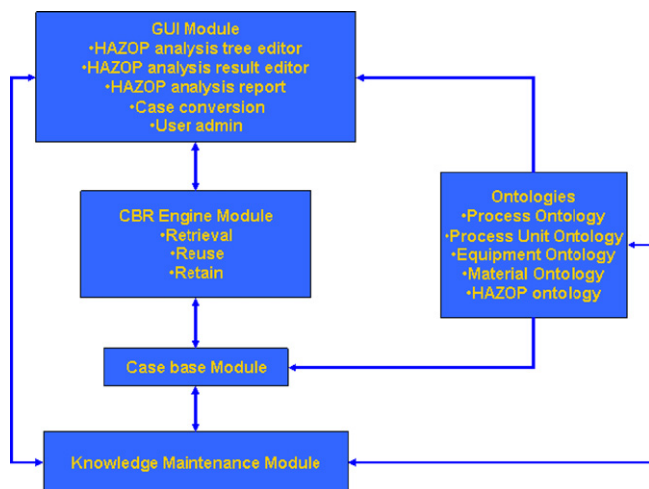 GUI Module
•HAZOP analysis tree editor
•HAZOP analysis result editor
•HAZOP analysis report
•Case conversion
•User admin
CBR Engine Module
•Retrieval
•Reuse
•Retain
Ontologies
•Process Ontology
•Process Unit Ontology
•Equipment Ontology
•Material Ontology
•HAZOP ontology
Case base Module
Knowledge Maintenance Module